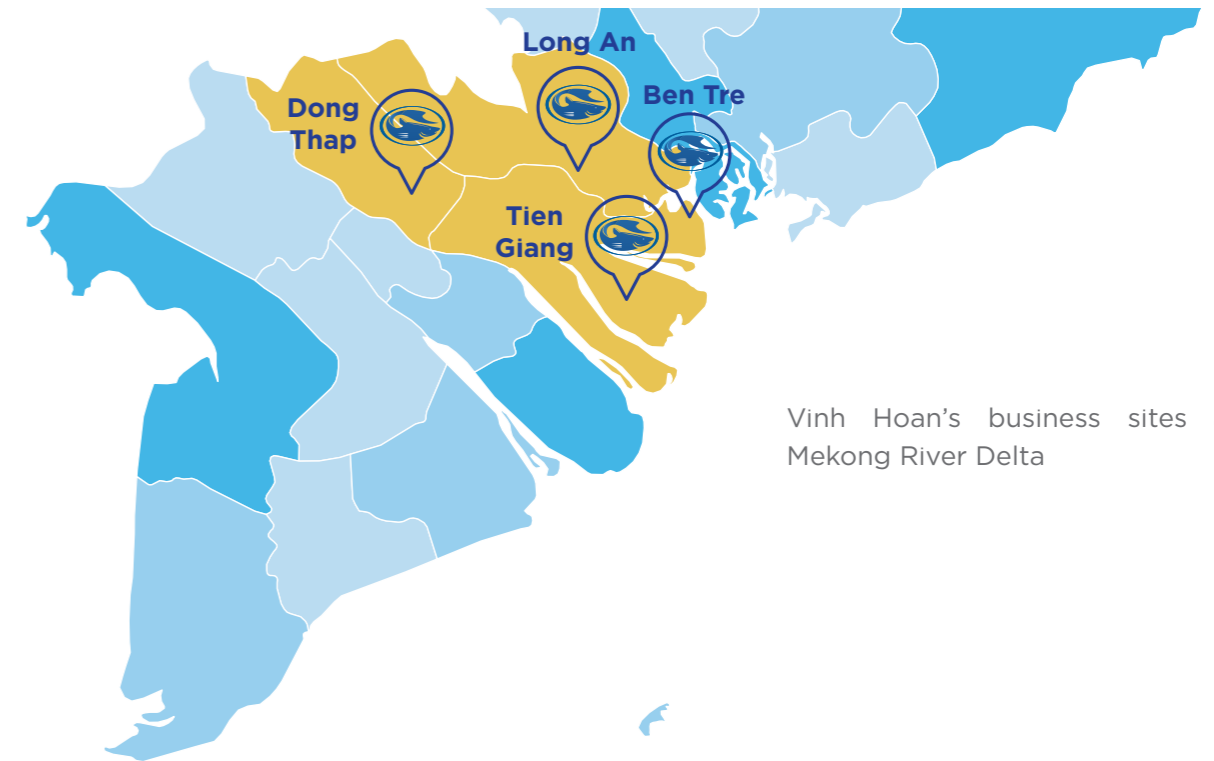 Long An
Ben Tre
Dong
Thap
Tien
Giang
Vinh Hoan's business sites
Mekong River Delta